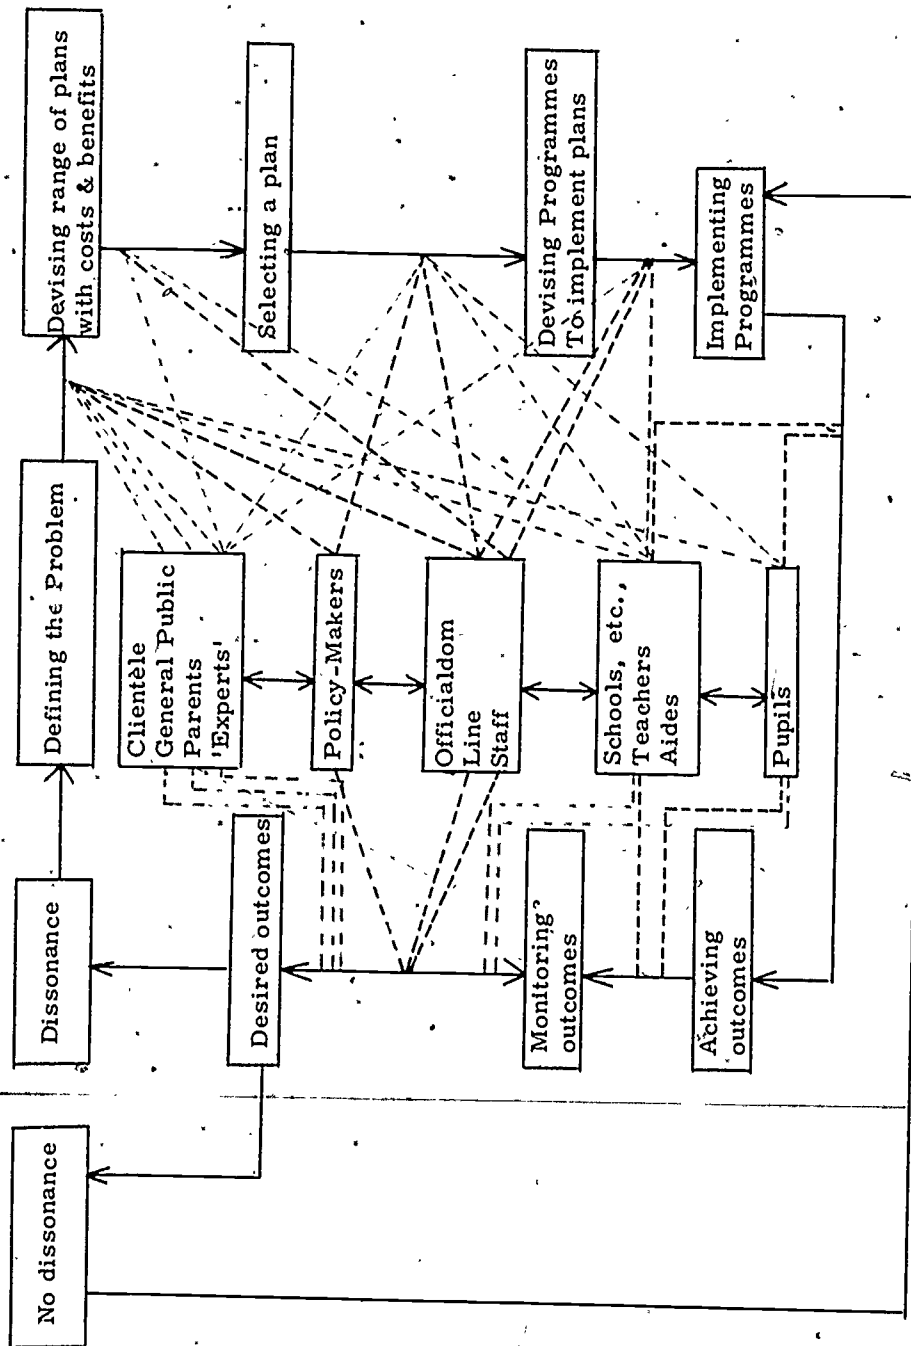 No dissonance
Dissonance
Defining the Problem
Devising range of plans
with costs & benefits
Desired outcomes
Clientèle
General Public
Parents
'Experts'
Selecting a plan
Policy-Makers
Officialdom
Line
Staff
Monitoring
outcomes
Devising Programmes
To implement plans
Schools, etc.,
Teachers
Aides
Achieving
outcomes
Pupils
Implementing
Programmes